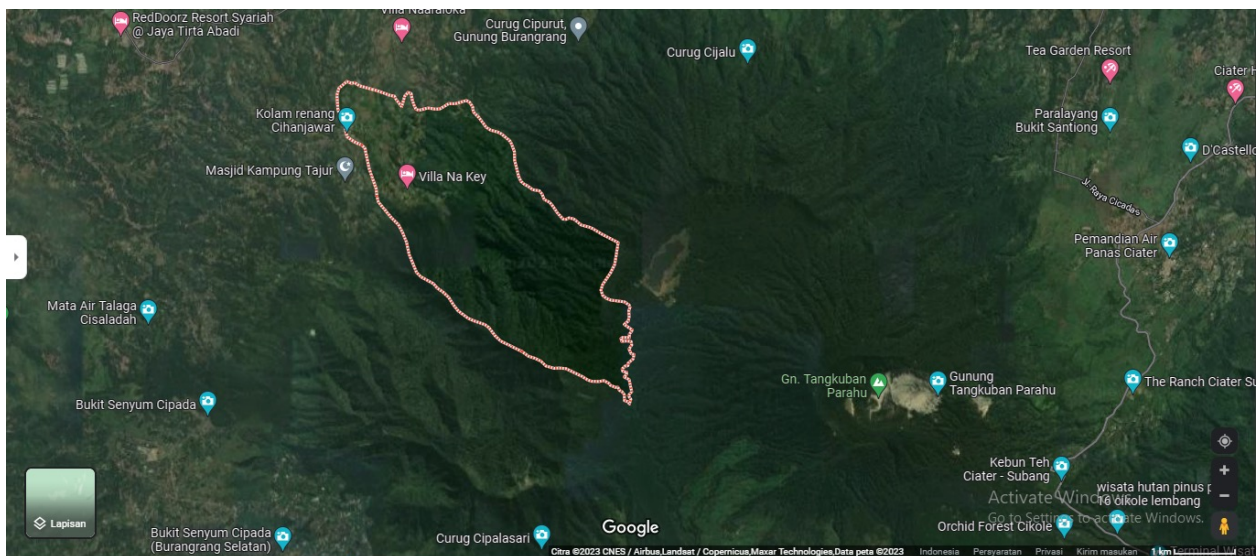 RedDoorz Resort Syariah
@ Jaya Tirta Abadi
Villa Naaraloka
Curug Cipurut,
Gunung Burangrang
Curug Cijalu
Tea Garden Resort
Ciater H
Kolam renang
Cihanjawar
Paralayang
Bukit Santiong
D'Castello
Masjid Kampung Tajur
Villa Na Key
Jl. Raya Cicadas
Pemandian Air
Panas Ciater
Mata Air Talaga
Cisaladah
Gn. Tangkuban
Parahu
Gunung
Tangkuban Parahu
The Ranch Ciater Su
Bukit Senyum Cipada
Kebun Teh
Ciater - Subang
wisata hutan pinus p
16 cikole lembang
Activate Windows
Go to Settings to activate Windows.
Lapisan
Orchid Forest Cikole
Bukit Senyum Cipada
(Burangrang Selatan)
Curug Cipalasari
Google
Citra ©2023 CNES / Airbus,Landsat / Copernicus,Maxar Technologies,Data peta ©2023
Indonesia
Persyaratan
Privasi
Kirim masukan
1 km